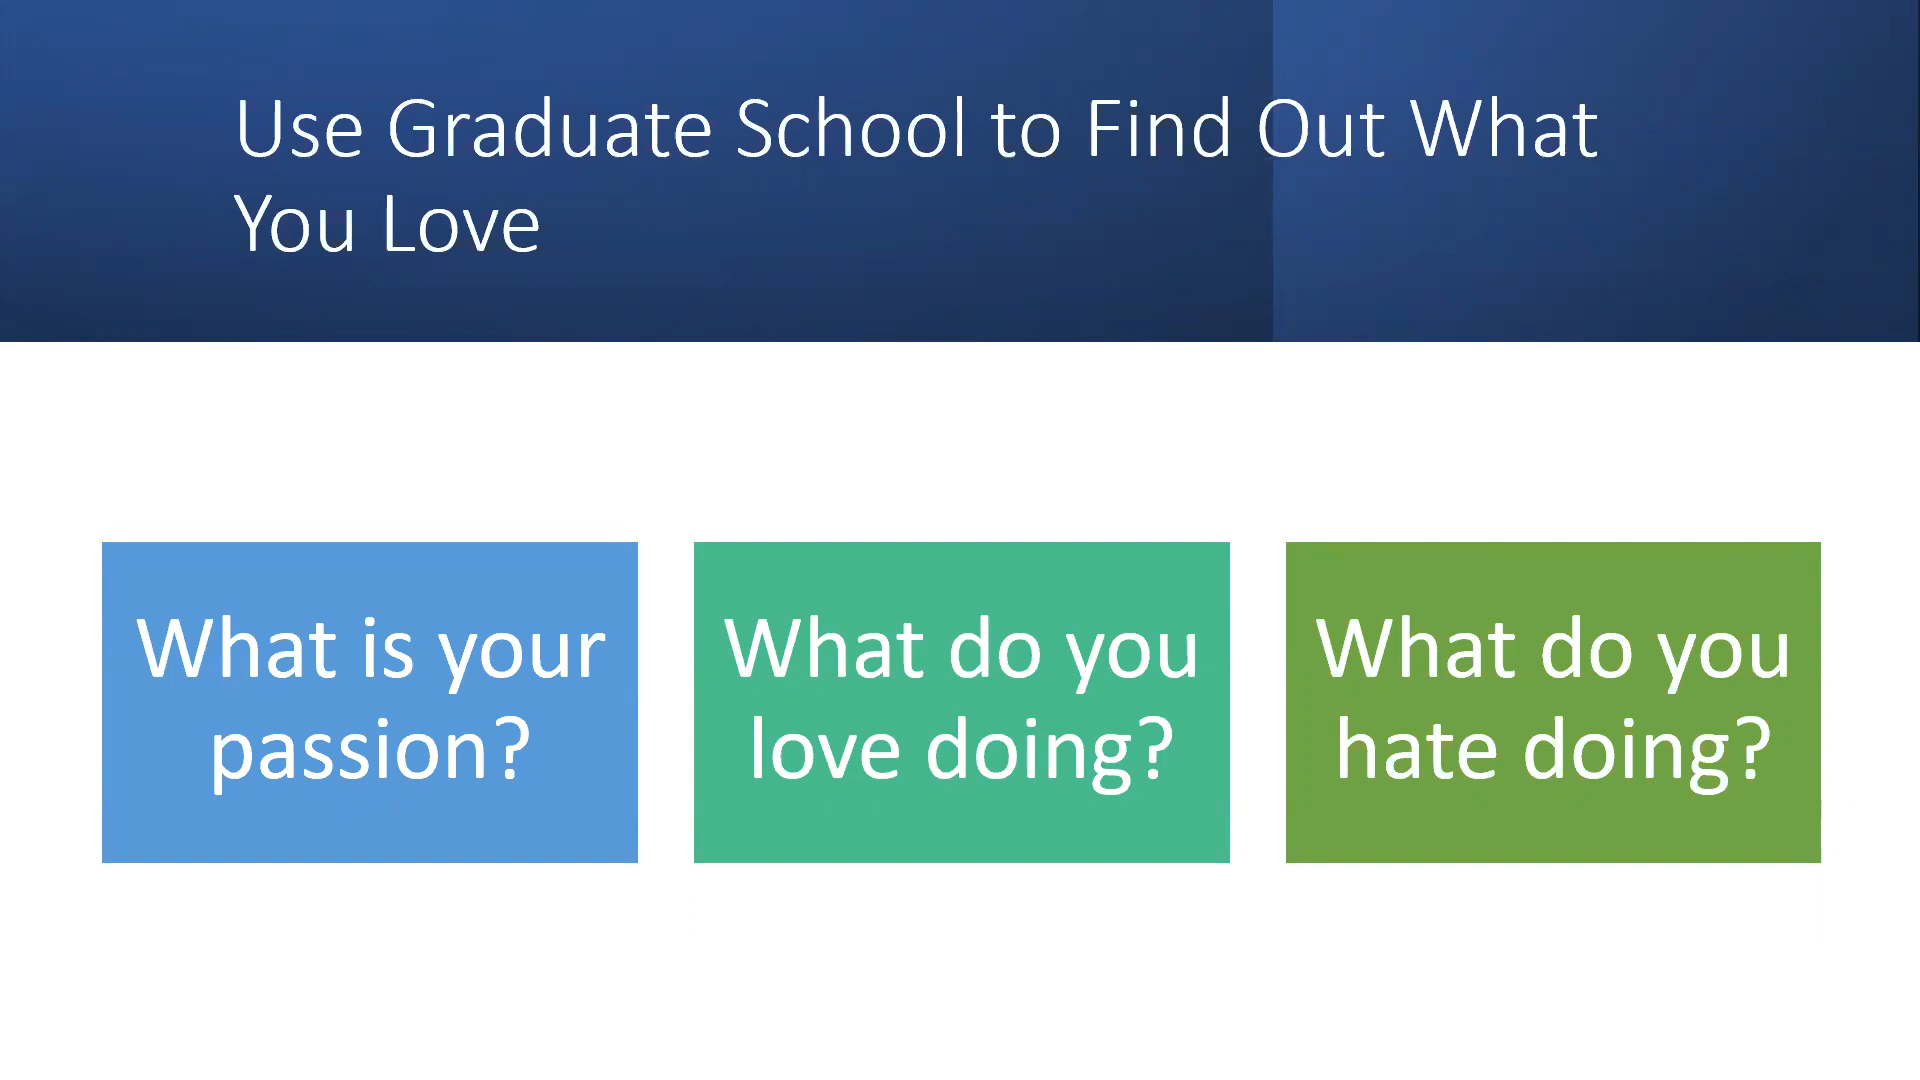 Use Graduate School to Find Out What
You Love
What is your
passion?
What do you
love doing?
What do you
hate doing?